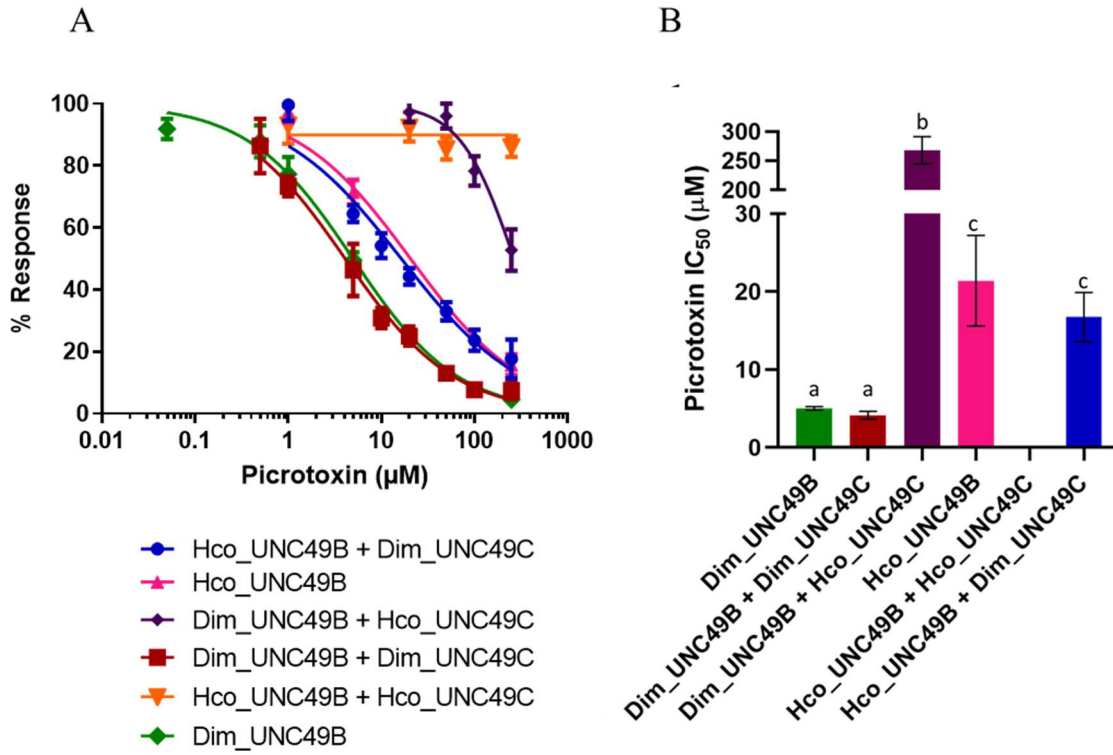 A
B
100
80
60
40
20
0
% Response
0.01
0.1
1
10
100
1000
Picrotoxin (µM)
Hco_UNC49B + Dim_UNC49C
Hco_UNC49B
Dim_UNC49B + Hco_UNC49C
Dim_UNC49B + Dim_UNC49C
Hco_UNC49B + Hco_UNC49C
Dim_UNC49B
300
250
200
30
20
10
0
Picrotoxin IC50 (µM)
a
a
b
c
c
Dim_UNC49B
Dim_UNC49B + Dim_UNC49C
Dim_UNC49B + Hco_UNC49C
Hco_UNC49B
Hco_UNC49B + Hco_UNC49C
Hco_UNC49B + Dim_UNC49C